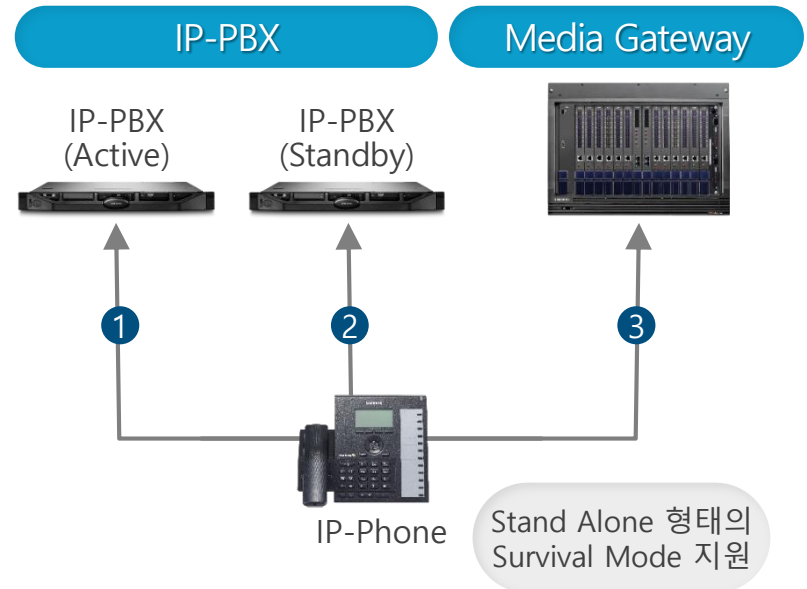 IP-PBX
Media Gateway
IP-PBX
(Active)
IP-PBX
(Standby)
1
2
3
IP-Phone
Stand Alone 형태의
Survival Mode 지원